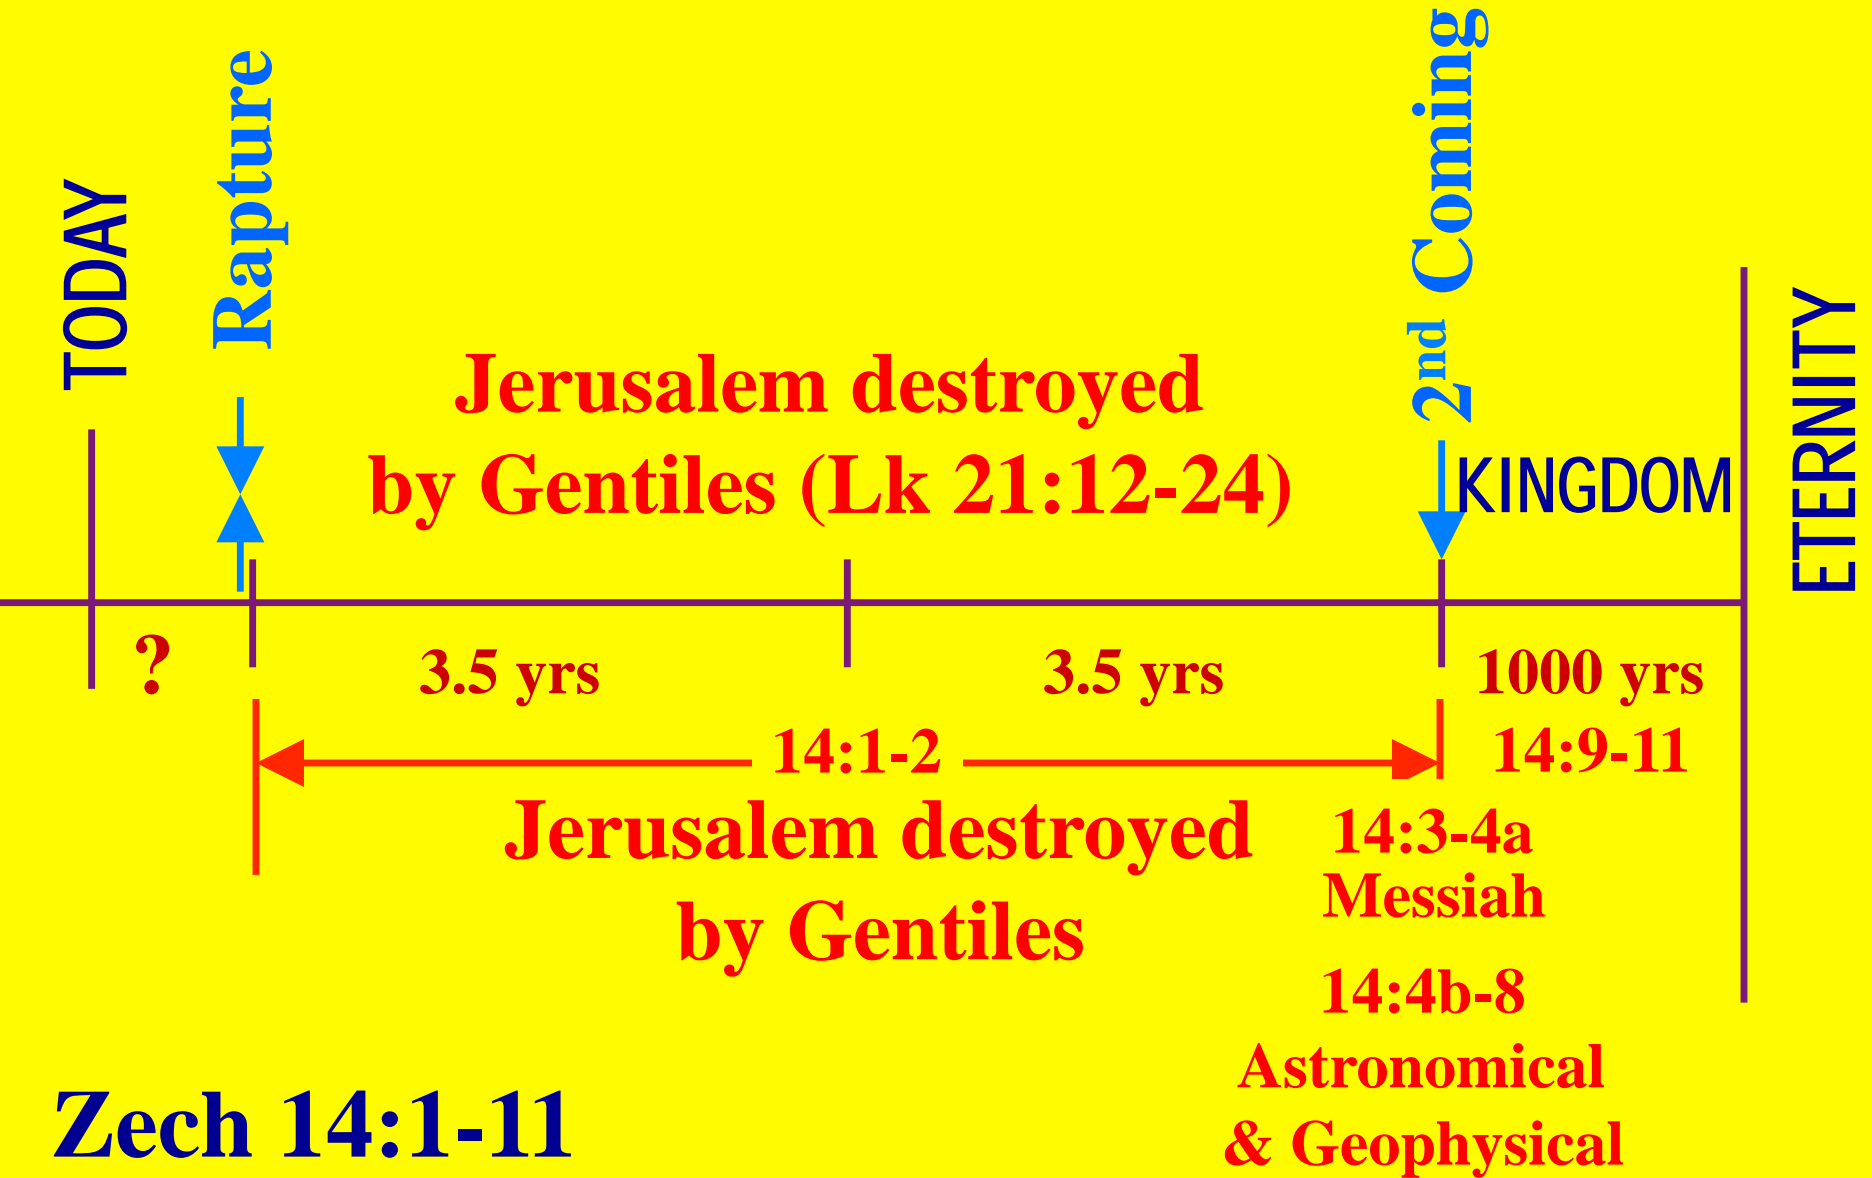 TODAY
Rapture
2nd Coming
ETERNITY
Jerusalem destroyed
by Gentiles (Lk 21:12-24)
KINGDOM
?
3.5 yrs
3.5 yrs
1000 yrs
14:1-2
14:9-11
Jerusalem destroyed
by Gentiles
14:3-4a
Messiah
14:4b-8
Astronomical
& Geophysical
Zech 14:1-11